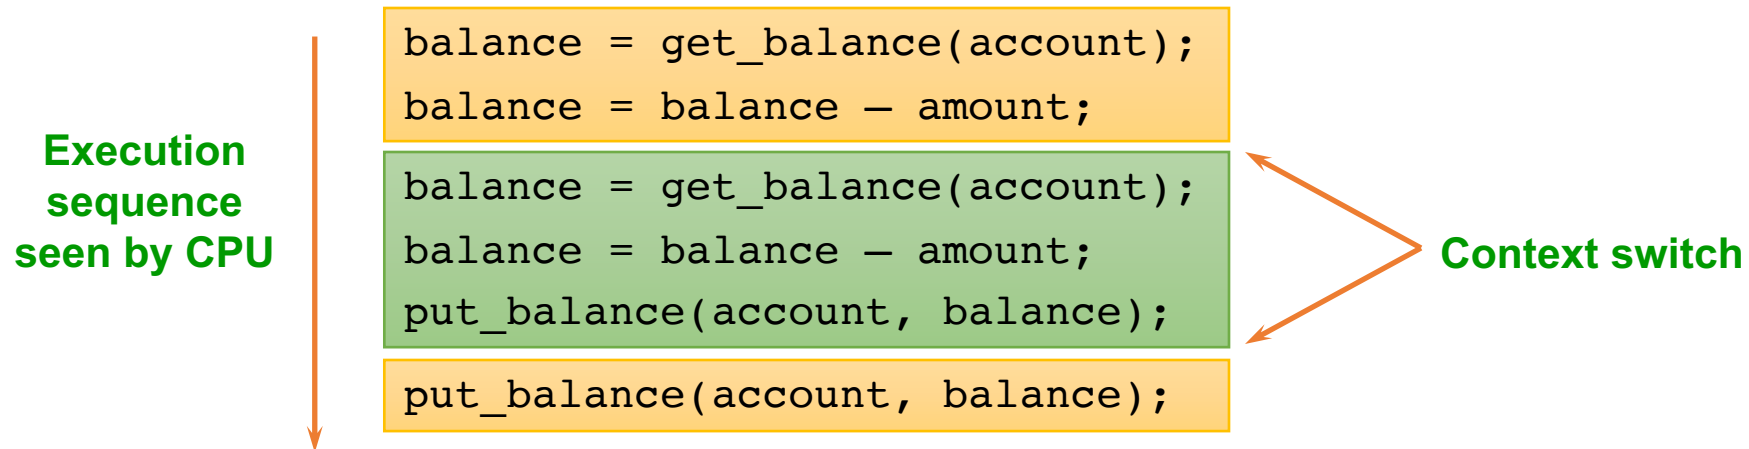 balance = get_balance(account);
balance = balance – amount;
Execution
sequence
seen by CPU
balance = get_balance(account);
balance = balance – amount;
put_balance(account, balance);
Context switch
put_balance(account, balance);